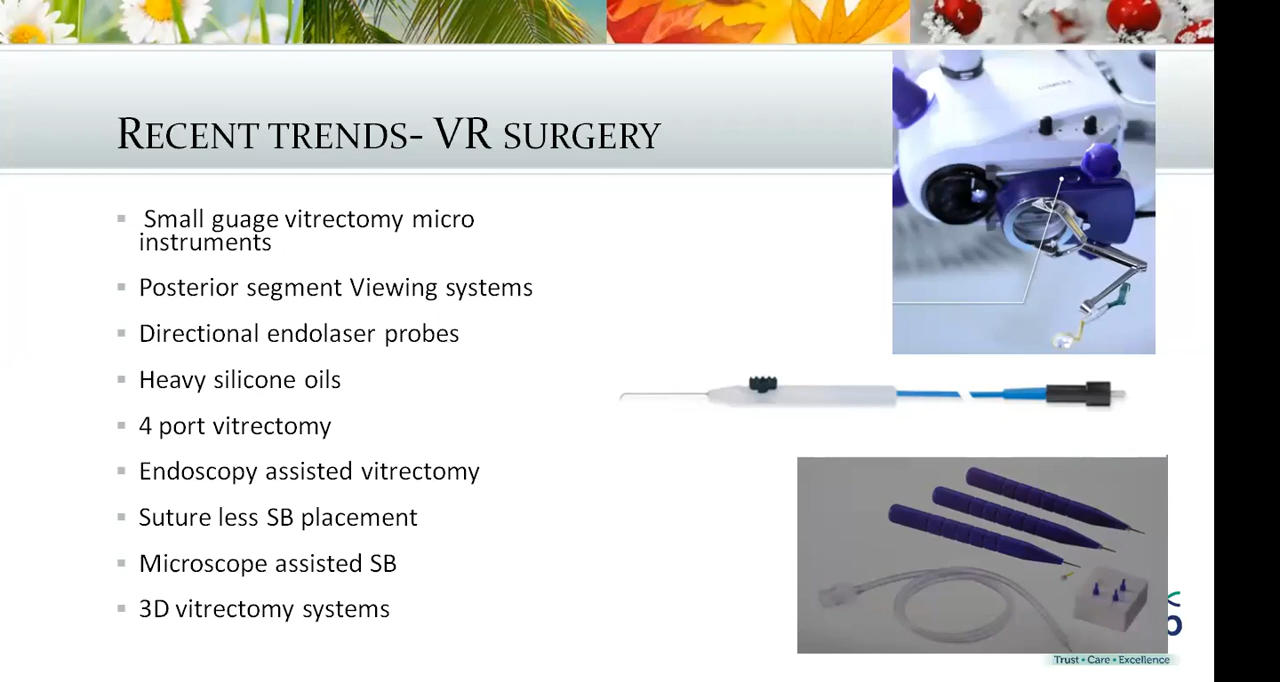 RECENT TRENDS- VR SURGERY
Small guage vitrectomy micro
instruments
Posterior segment Viewing systems
Directional endolaser probes
Heavy silicone oils
4 port vitrectomy
Endoscopy assisted vitrectomy
Suture less SB placement
Microscope assisted SB
3D vitrectomy systems
Trust • Care • Excellence